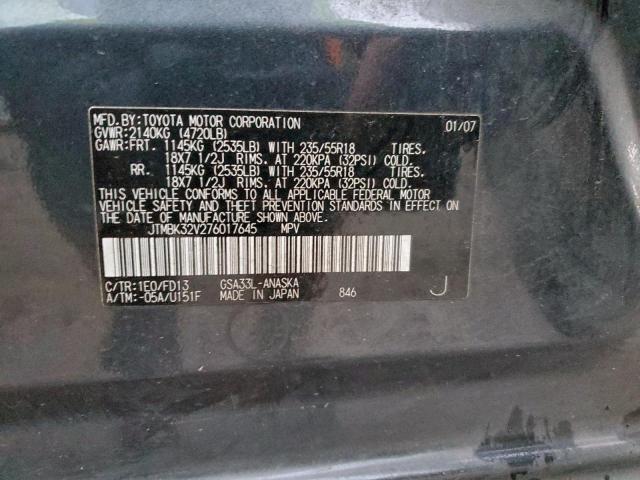 MFD.BY:TOYOTA MOTOR CORPORATION 01/07
GVWR:2140KG (4720LB)
GAWR:FRT. 1145KG (2535LB) WITH 235/55R18 TIRES.
18X7 1/2J RIMS. AT 220KPA (32PSI) COLD.
RR. 1145KG (2535LB) WITH 235/55R18 TIRES.
18X7 1/2J RIMS. AT 220KPA (32PSI) COLD.
THIS VEHICLE CONFORMS TO ALL APPLICABLE FEDERAL MOTOR
VEHICLE SAFETY AND THEFT PREVENTION STANDARDS IN EFFECT ON
THE DATE OF MANUFACTURE SHOWN ABOVE.
JTMBK32V276017645 MPV
C/TR:1E0/FD13 GSA33L-ANASKA
A/TM:-05A/U151F MADE IN JAPAN 846 J